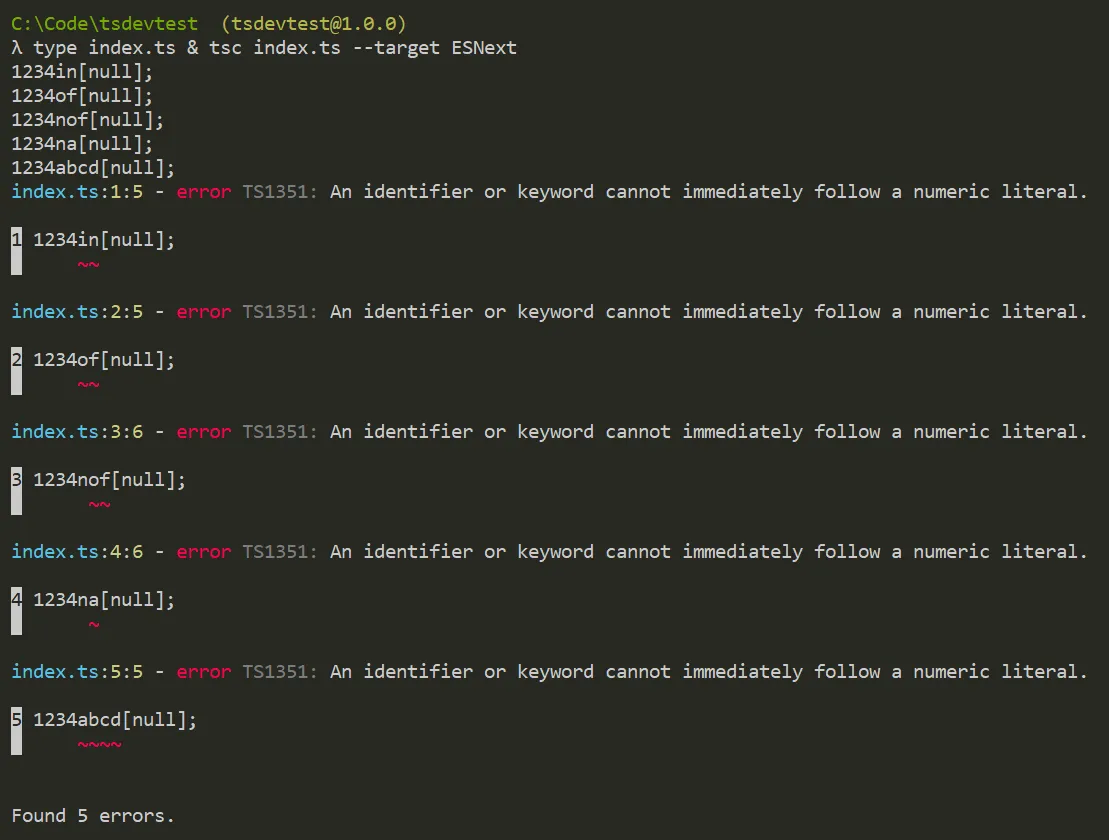 C:\Code\tsdevtest  (tsdevtest@1.0.0)
λ type index.ts & tsc index.ts --target ESNext
1234in[null];
1234of[null];
1234nof[null];
1234na[null];
1234abcd[null];
index.ts:1:5 - error TS1351: An identifier or keyword cannot immediately follow a numeric literal.
1 1234in[null];
~~
index.ts:2:5 - error TS1351: An identifier or keyword cannot immediately follow a numeric literal.
2 1234of[null];
~~
index.ts:3:6 - error TS1351: An identifier or keyword cannot immediately follow a numeric literal.
3 1234nof[null];
~~
index.ts:4:6 - error TS1351: An identifier or keyword cannot immediately follow a numeric literal.
4 1234na[null];
~
index.ts:5:5 - error TS1351: An identifier or keyword cannot immediately follow a numeric literal.
5 1234abcd[null];
~~~~
Found 5 errors.